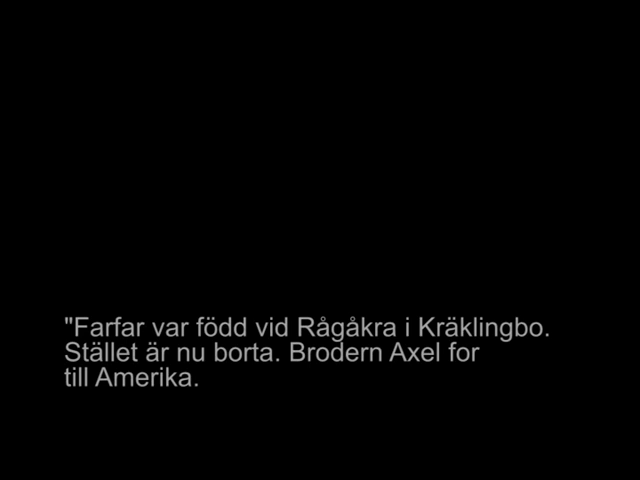 "Farfar var född vid Rågåkra i Kräklingbo.
Stället är nu borta. Brodern Axel for
till Amerika.